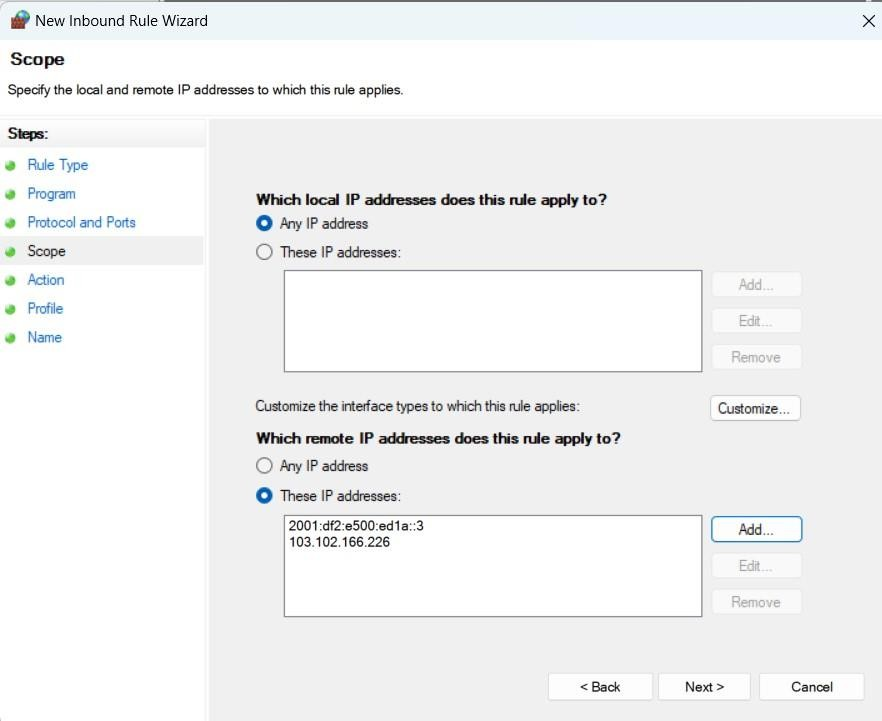 New Inbound Rule Wizard
Scope
Specify the local and remote IP addresses to which this rule applies.
Steps:
Rule Type
Program
Protocol and Ports
Scope
Action
Profile
Name
Which local IP addresses does this rule apply to?
Any IP address
These IP addresses:
Add...
Edit...
Remove
Customize the interface types to which this rule applies:
Customize...
Which remote IP addresses does this rule apply to?
Any IP address
These IP addresses:
2001:df2:e500:ed1a::3
103.102.166.226
Add...
Edit...
Remove
< Back
Next >
Cancel